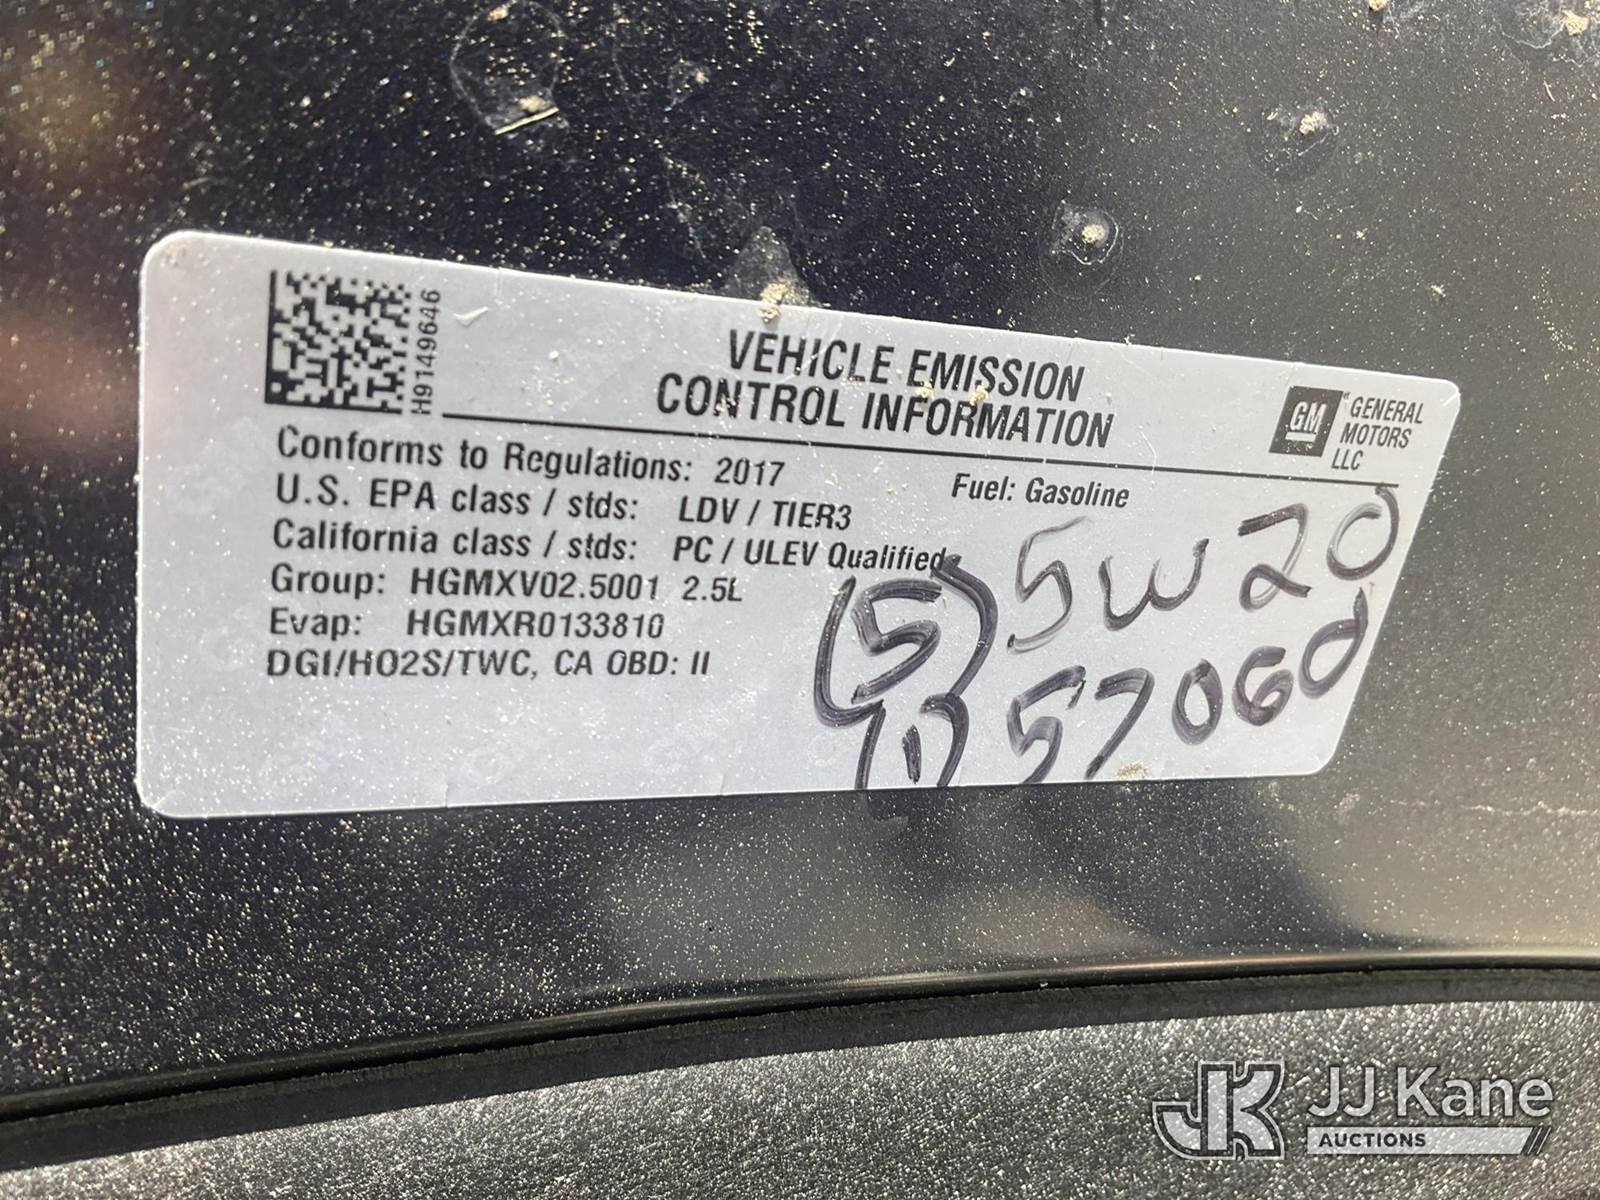 H9149646
VEHICLE EMISSION
CONTROL INFORMATION
GM
GENERAL
MOTORS
LLC
Conforms to Regulations: 2017
Fuel: Gasoline
U.S. EPA class / stds: LDV / TIER3
California class / stds: PC / ULEV Qualified
Group: HGMXV02.5001 2.5L
Evap: HGMXR0133810
DGI/HO2S/TWC, CA OBD: II
5W20
5
JJ Kane
AUCTIONS